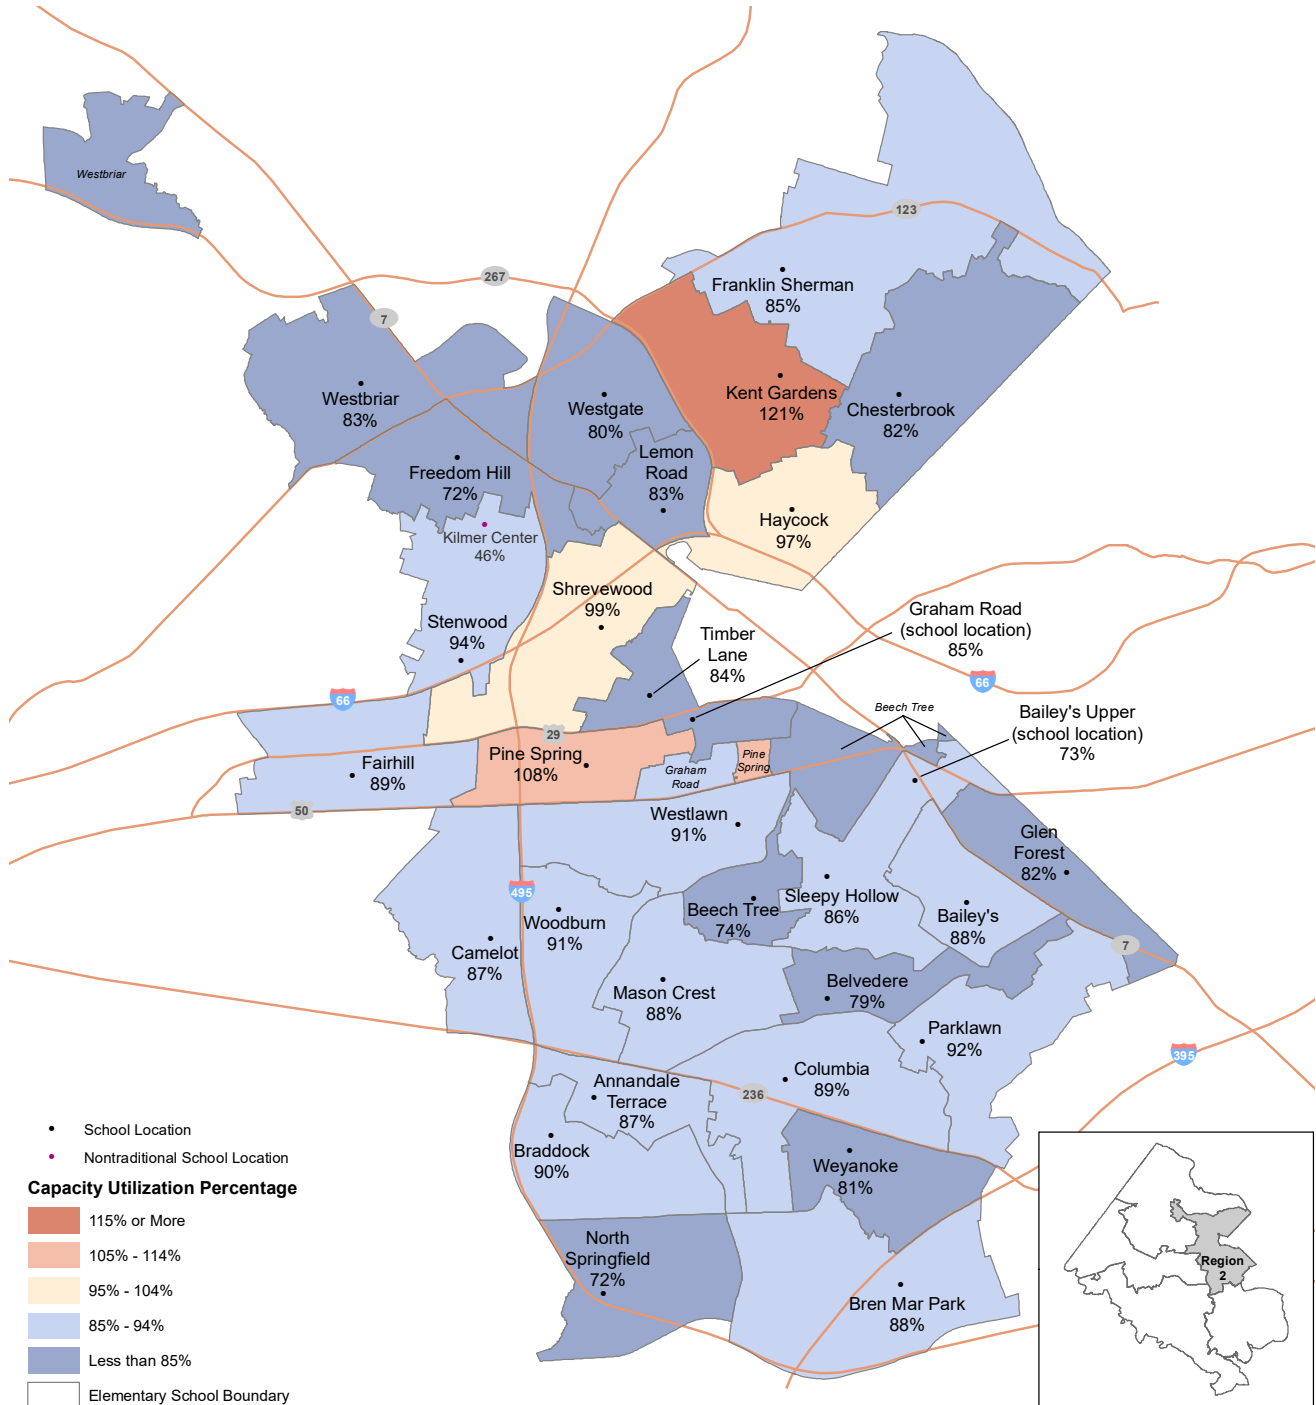 Westbriar
123
267
Franklin Sherman
85%
7
Kent Gardens
121%
Westbriar
83%
Westgate
80%
Chesterbrook
82%
Lemon
Road
83%
Freedom Hill
72%
Haycock
97%
Kilmer Center
46%
Shrevewood
99%
Graham Road
(school location)
85%
Stenwood
94%
Timber
Lane
84%
66
66
Beech Tree
Bailey's Upper
(school location)
73%
29
Pine Spring
108%
Pine
Spring
Graham
Road
Fairhill
89%
50
Westlawn
91%
Glen
Forest
82%
495
Beech Tree
74%
Sleepy Hollow
86%
Woodburn
91%
Bailey's
88%
Camelot
87%
7
Belvedere
79%
Mason Crest
88%
Parklawn
92%
395
Columbia
89%
Annandale
Terrace
87%
236
Braddock
90%
Weyanoke
81%
North
Springfield
72%
Bren Mar Park
88%
School Location
Nontraditional School Location
Capacity Utilization Percentage
115% or More
105% - 114%
95% - 104%
85% - 94%
Less than 85%
Elementary School Boundary
Region
2